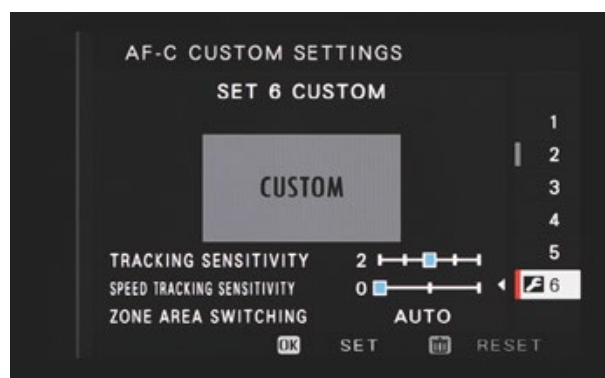 AF-C CUSTOM SETTINGS
SET 6 CUSTOM
CUSTOM
1
2
3
4
5
6
TRACKING SENSITIVITY 2
SPEED TRACKING SENSITIVITY 0
ZONE AREA SWITCHING AUTO
OK SET RESET